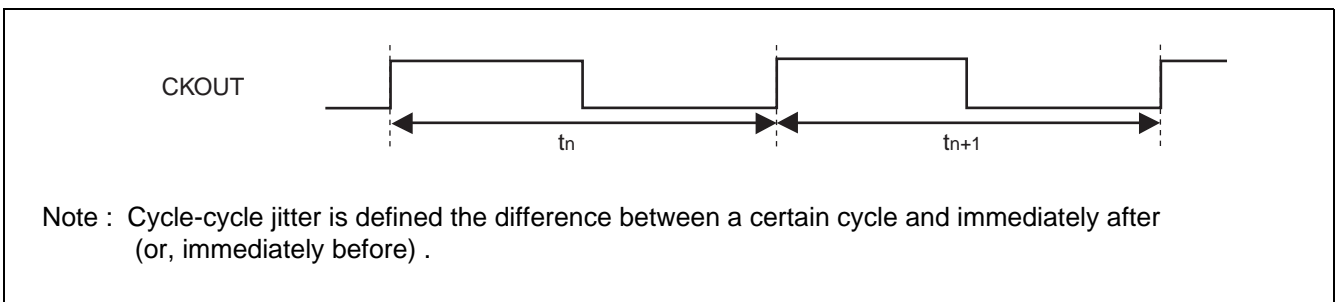 CKOUT
tn
tn+1
Note : Cycle-cycle jitter is defined the difference between a certain cycle and immediately after
(or, immediately before) .